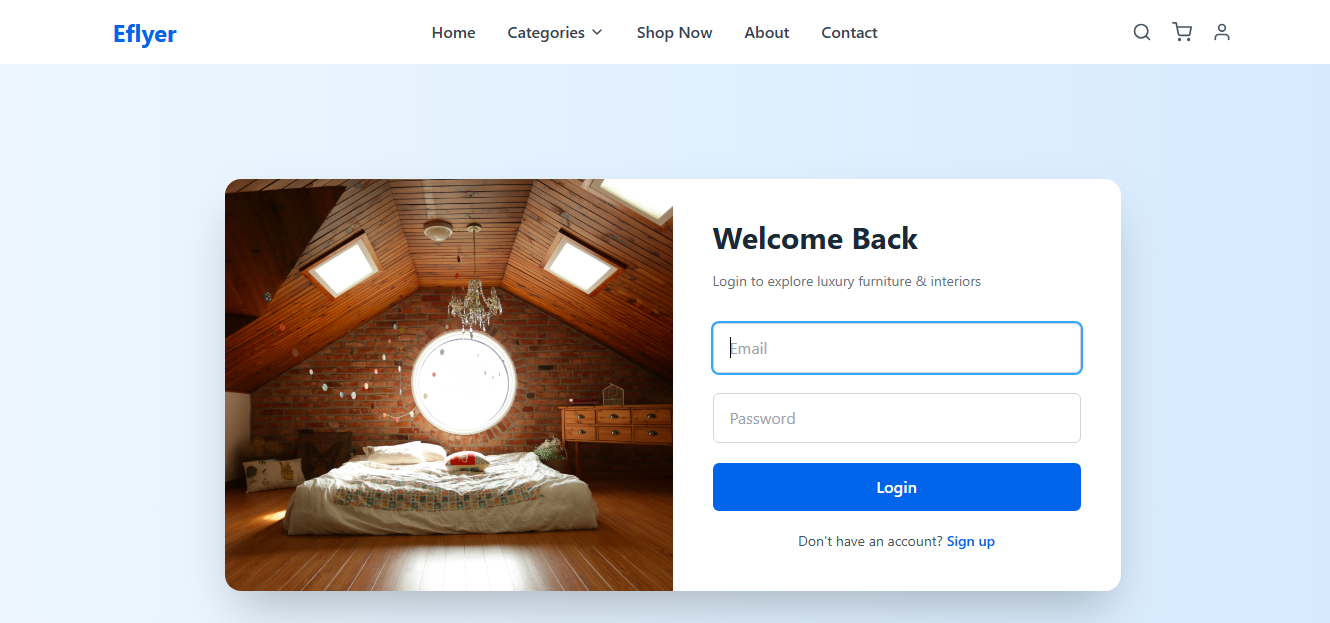 Eflyer
Home Categories Shop Now About Contact
Welcome Back
Login to explore luxury furniture & interiors
Email
Password
Login
Don't have an account? Sign up